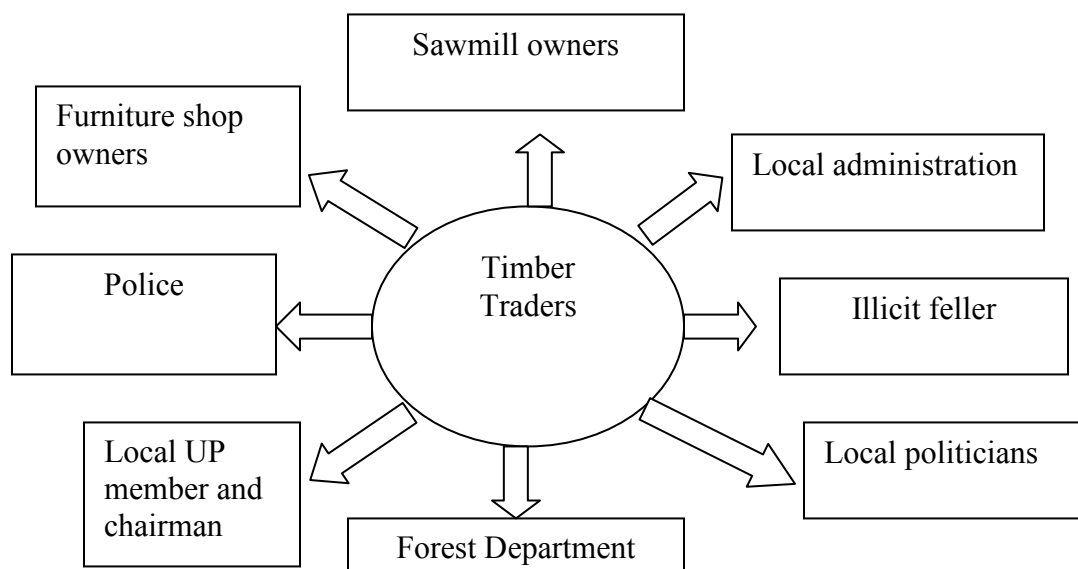 Sawmill owners
Furniture shop
owners
Local administration
Timber
Traders
Police
Illicit feller
Local UP
member and
chairman
Local politicians
Forest Department